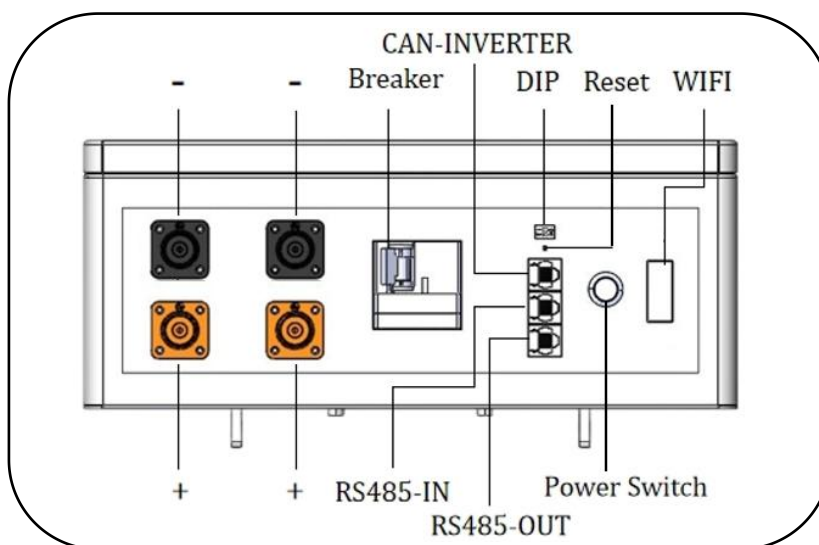 CAN-INVERTER
- - Breaker DIP Reset WIFI
+ + RS485-IN Power Switch
RS485-OUT